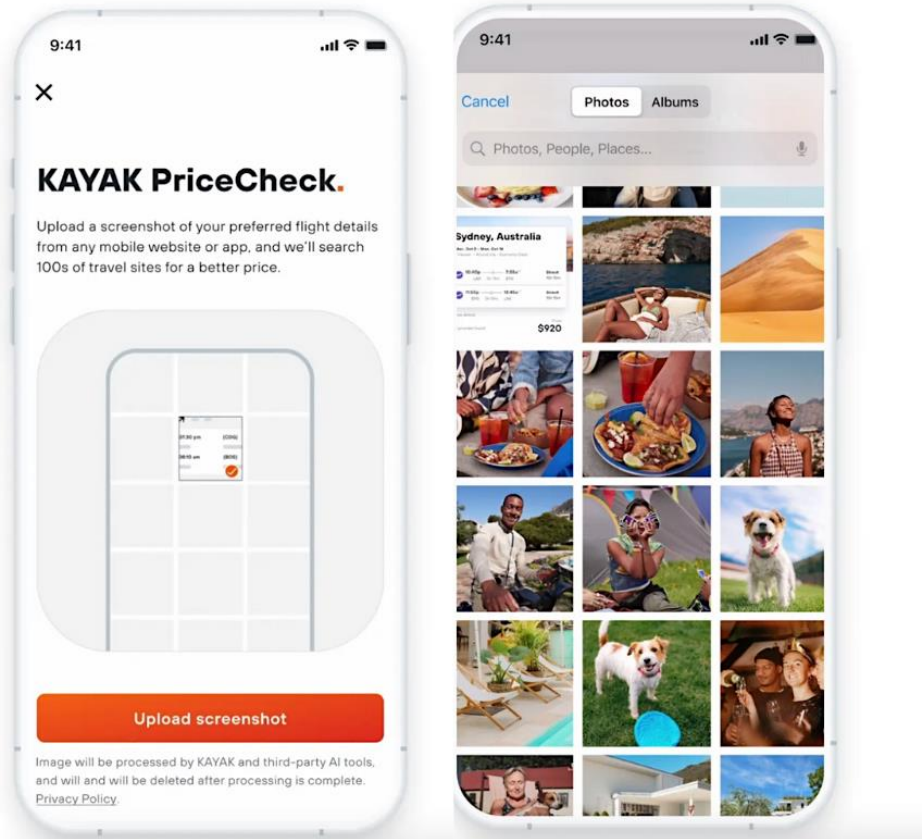 9:41
KAYAK PriceCheck.
Upload a screenshot of your preferred flight details
from any mobile website or app, and we'll search
100s of travel sites for a better price.
(CDG)
(BOS)
Upload screenshot
Image will be processed by KAYAK and third-party AI tools,
and will and will be deleted after processing is complete.
Privacy Policy.
9:41
Cancel
Photos
Albums
Photos, People, Places...
Sydney, Australia
$920